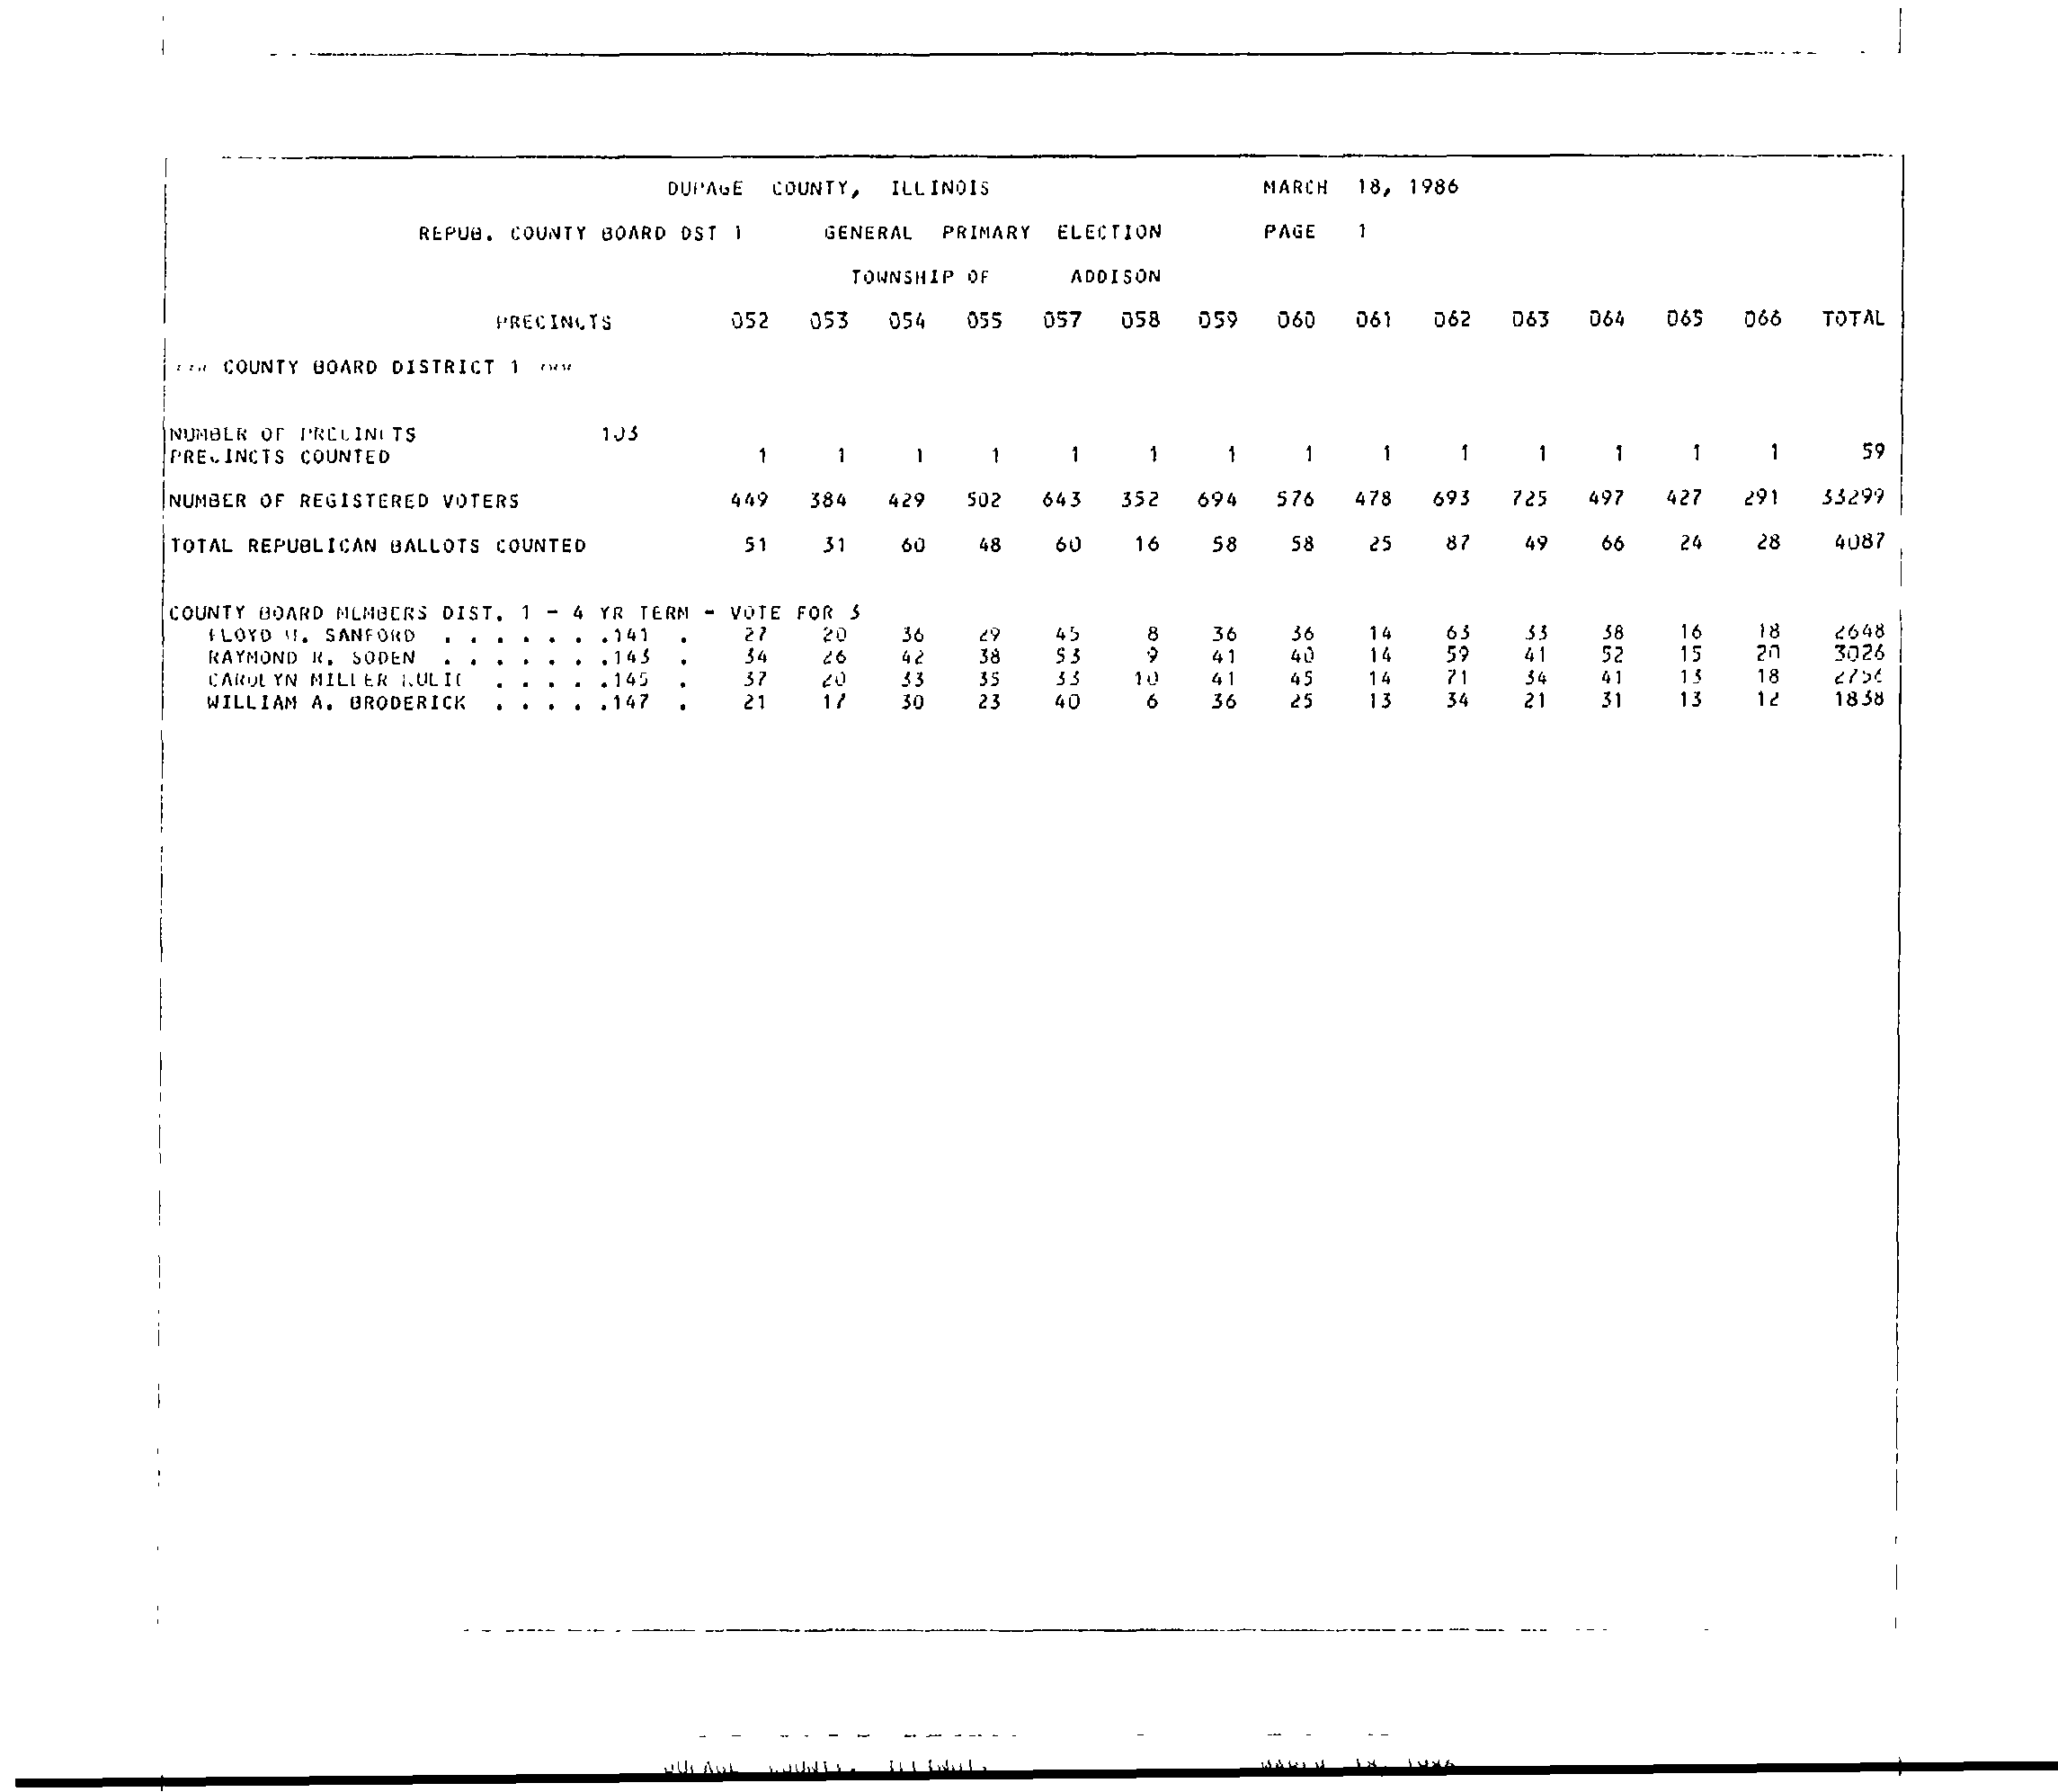 DUPAGE COUNTY, ILLINOIS MARCH 18, 1986
REPUB. COUNTY BOARD DST 1 GENERAL PRIMARY ELECTION PAGE 1
TOWNSHIP OF ADDISON
PRECINCTS 052 053 054 055 057 058 059 060 061 062 063 064 065 066 TOTAL
COUNTY BOARD DISTRICT 1
NUMBER OF PRECINCTS 103
PRECINCTS COUNTED 1 1 1 1 1 1 1 1 1 1 1 1 1 1 59
NUMBER OF REGISTERED VOTERS 449 384 429 502 643 352 694 576 478 693 725 497 427 291 33299
TOTAL REPUBLICAN BALLOTS COUNTED 51 31 60 48 60 16 58 58 25 87 49 66 24 28 4087
COUNTY BOARD MEMBERS DIST. 1 - 4 YR TERM - VOTE FOR 3
FLOYD SANFORD . . . . . . .141 . 27 20 36 29 45 8 36 36 14 63 33 38 16 18 2648
RAYMOND R. SODEN . . . . . . .143 . 34 26 42 38 53 9 41 40 14 59 41 52 15 20 3026
CAROLYN MILLER . . . . .145 . 37 20 33 35 33 10 41 45 14 71 34 41 13 18
WILLIAM A. BRODERICK . . . . .147 . 21 17 30 23 40 6 36 25 13 34 21 31 13 12 1838
DUPAGE COUNTY, ILLINOIS MARCH 18, 1986